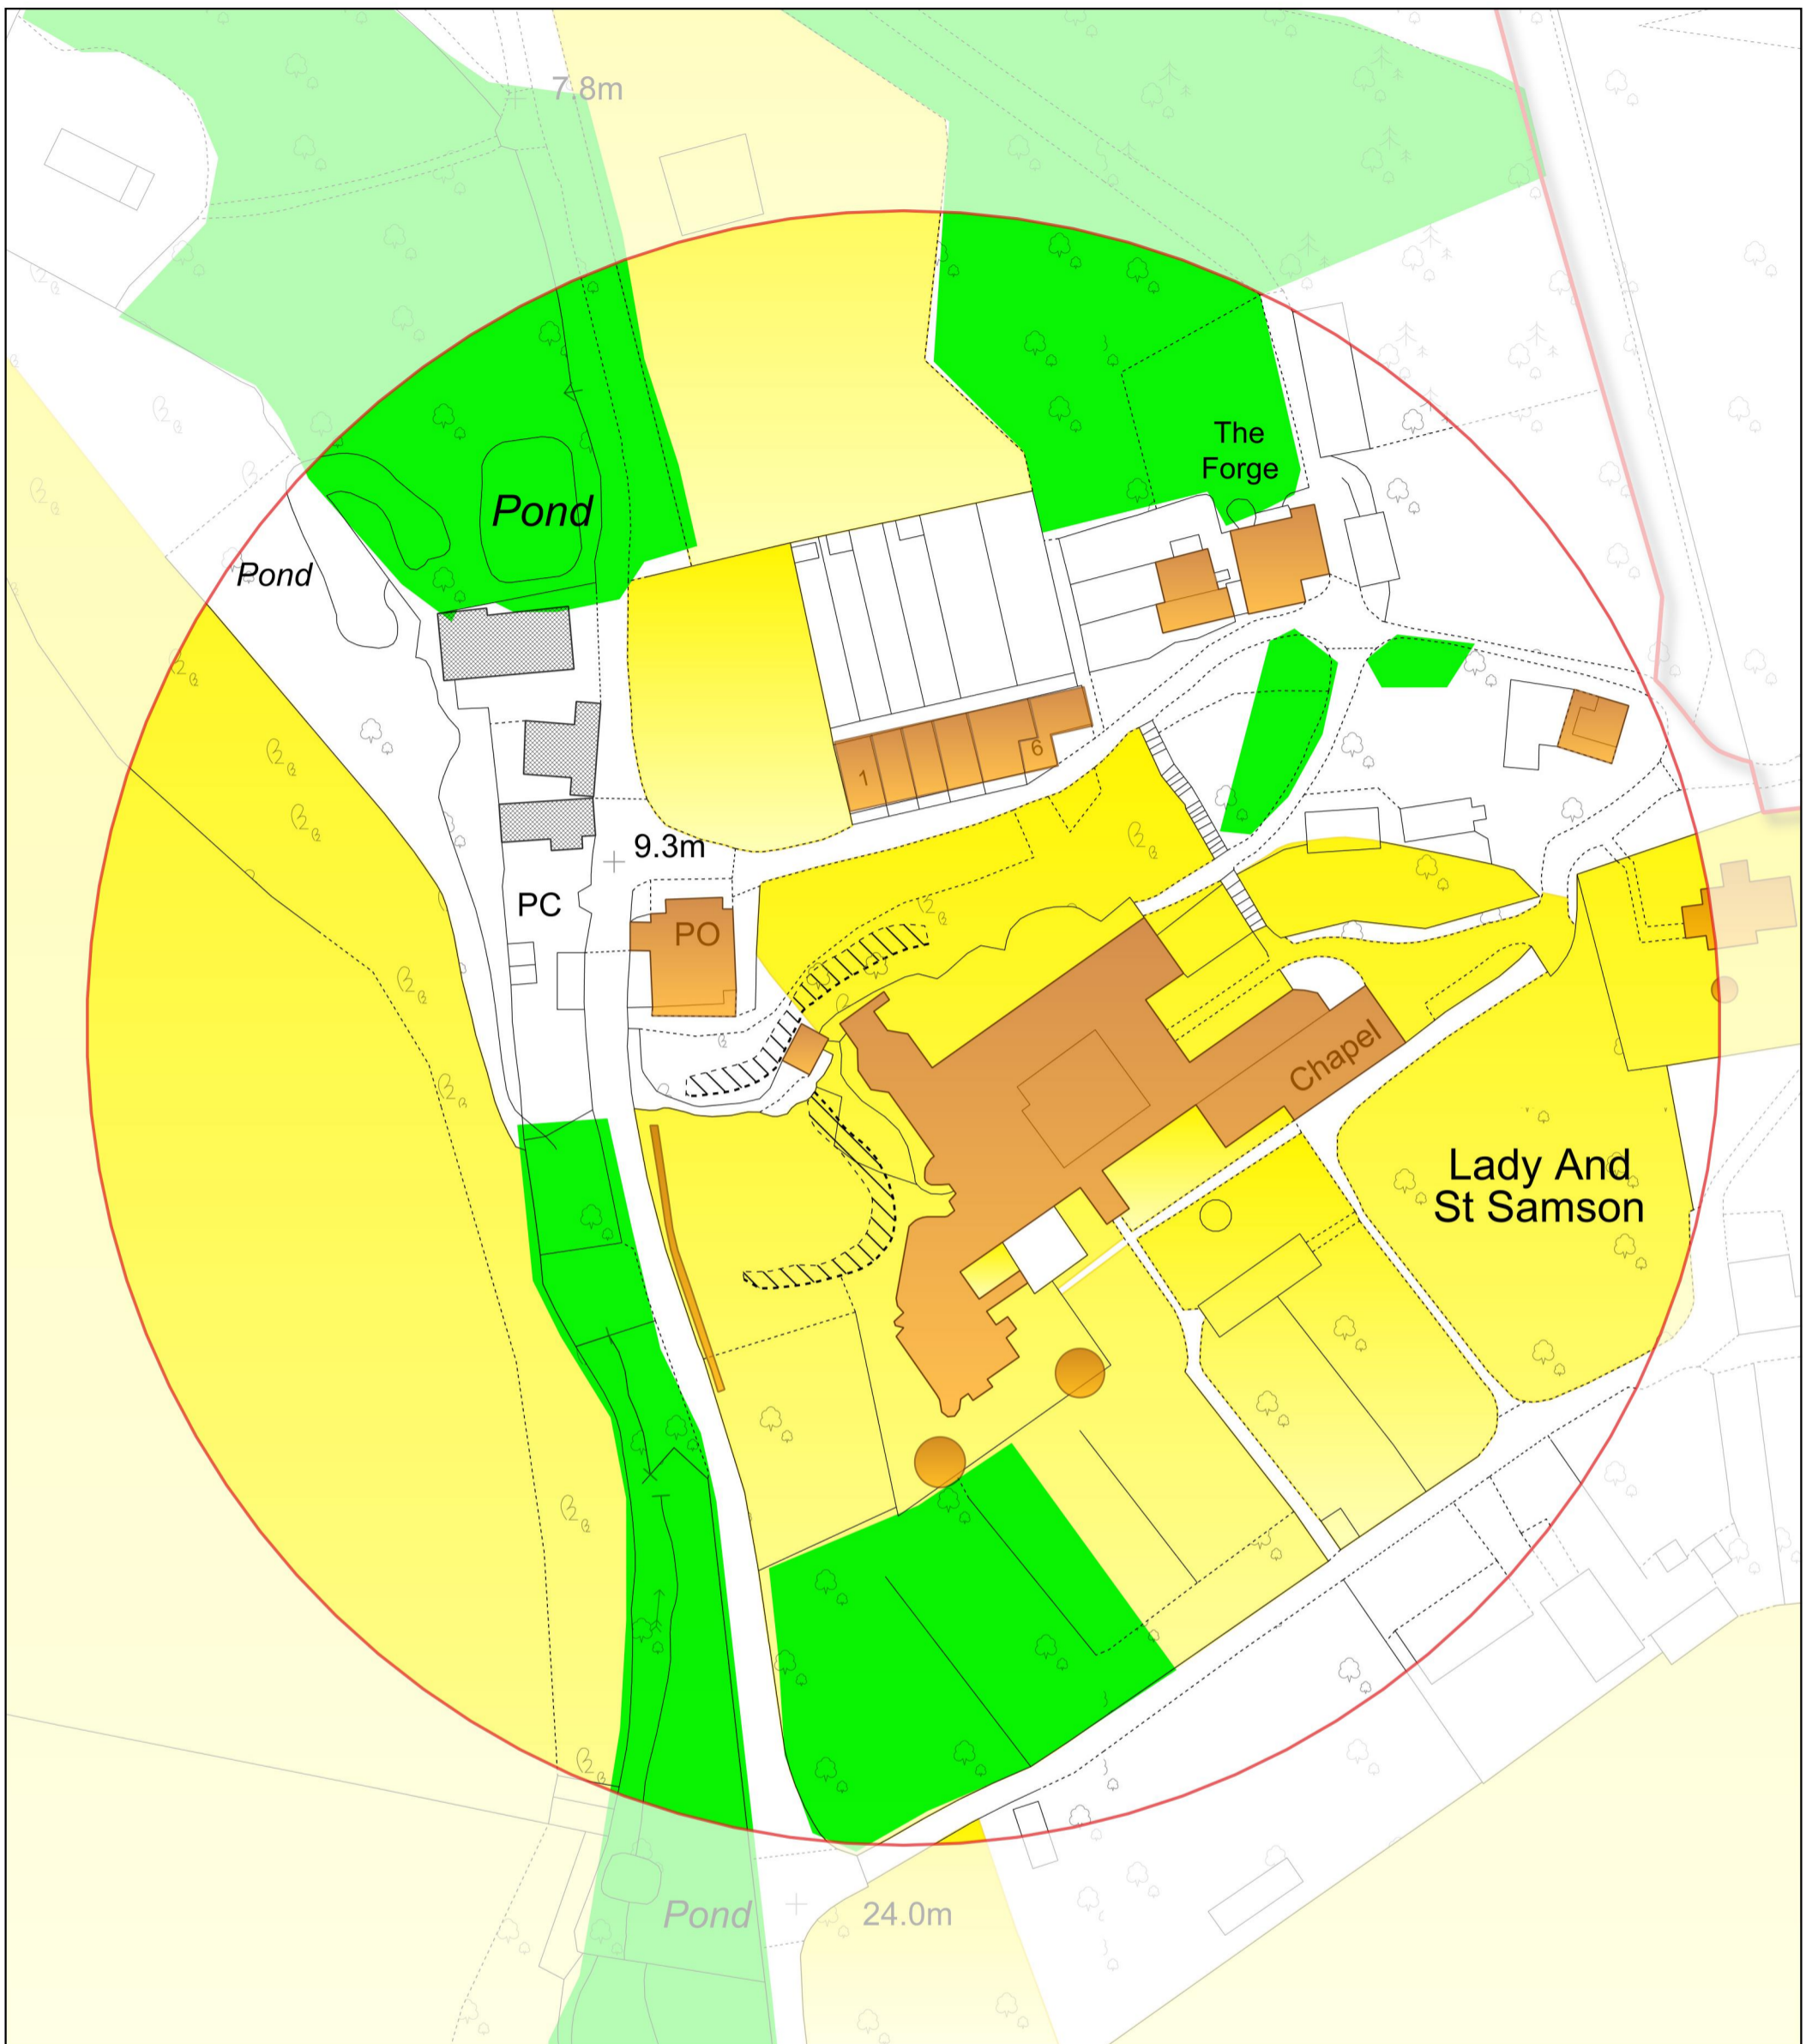 7.8m
The
Forge
Pond
Pond
6
1
9.3m
PC
PO
Chapel
Lady And
St Samson
Pond
24.0m